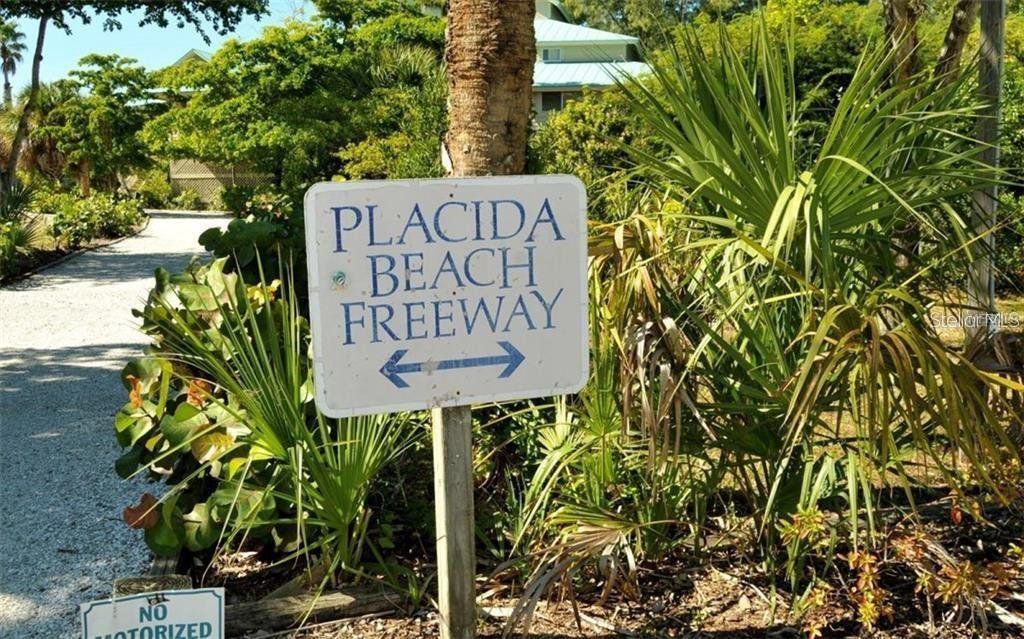 PLACIDA
BEACH
FREEWAY
Stellar MLS
NO
MOTORIZED